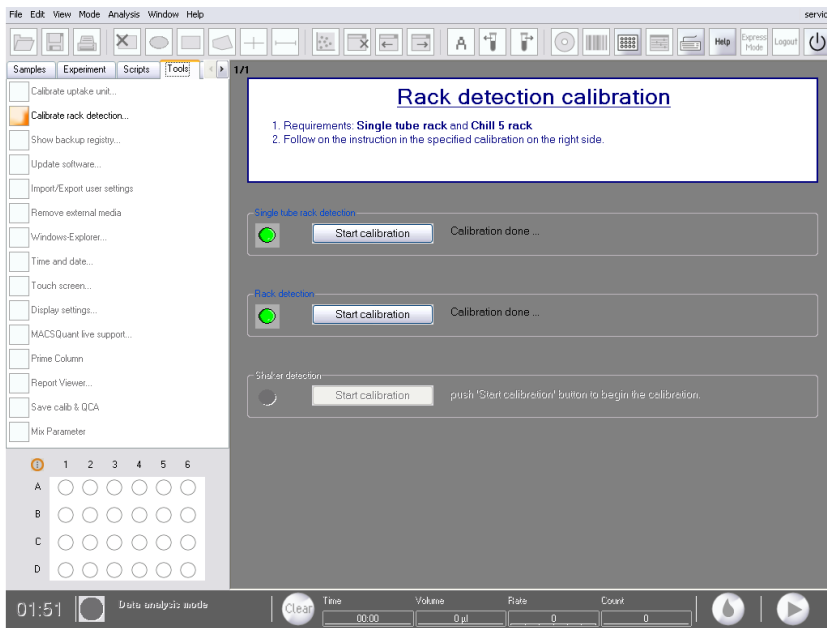 File Edit View Mode Analysis Window Help servic
A Help Express Mode Logout
Samples Experiment Scripts Tools 1/1
Rack detection calibration
1. Requirements: Single tube rack and Chill 5 rack
2. Follow on the instruction in the specified calibration on the right side.
Calibrate uptake unit...
Calibrate rack detection...
Show backup registry...
Update software...
Import/Export user settings
Remove external media
Windows-Explorer...
Time and date...
Touch screen...
Display settings...
MACSQuant live support...
Prime Column
Report Viewer...
Save calib & QCA
Mix Parameter
Single tube rack detection
Start calibration Calibration done ...
Rack detection
Start calibration Calibration done ...
Shaker detection
Start calibration push 'Start calibration' button to begin the calibration.
1 2 3 4 5 6
A
B
C
D
01:51 Data analysis mode Clear
Time Volume Rate Count
00:00 0 µl 0 0